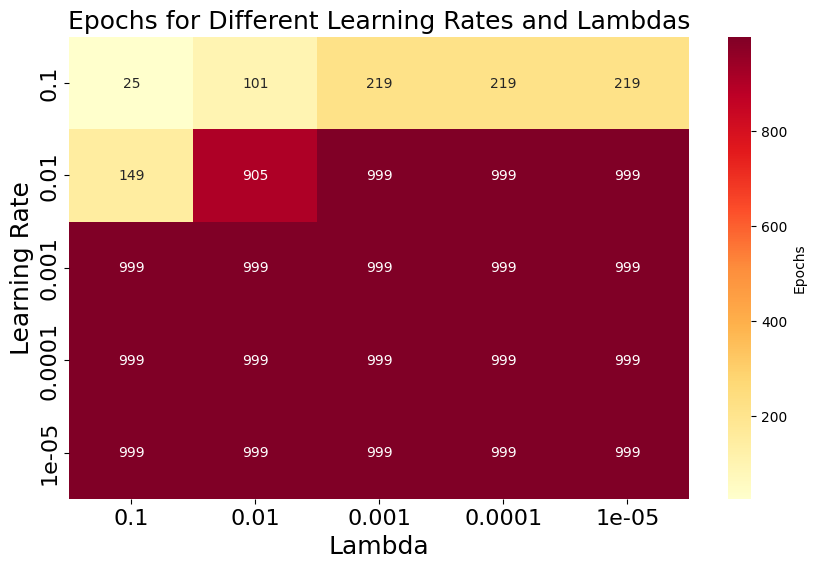 Epochs for Different Learning Rates and Lambdas
0.1
25 101 219 219 219
0.01
149 905 999 999 999
0.001
999 999 999 999 999
0.0001
999 999 999 999 999
1e-05
999 999 999 999 999
Learning Rate
0.1 0.01 0.001 0.0001 1e-05
Lambda
800
600
400
200
Epochs